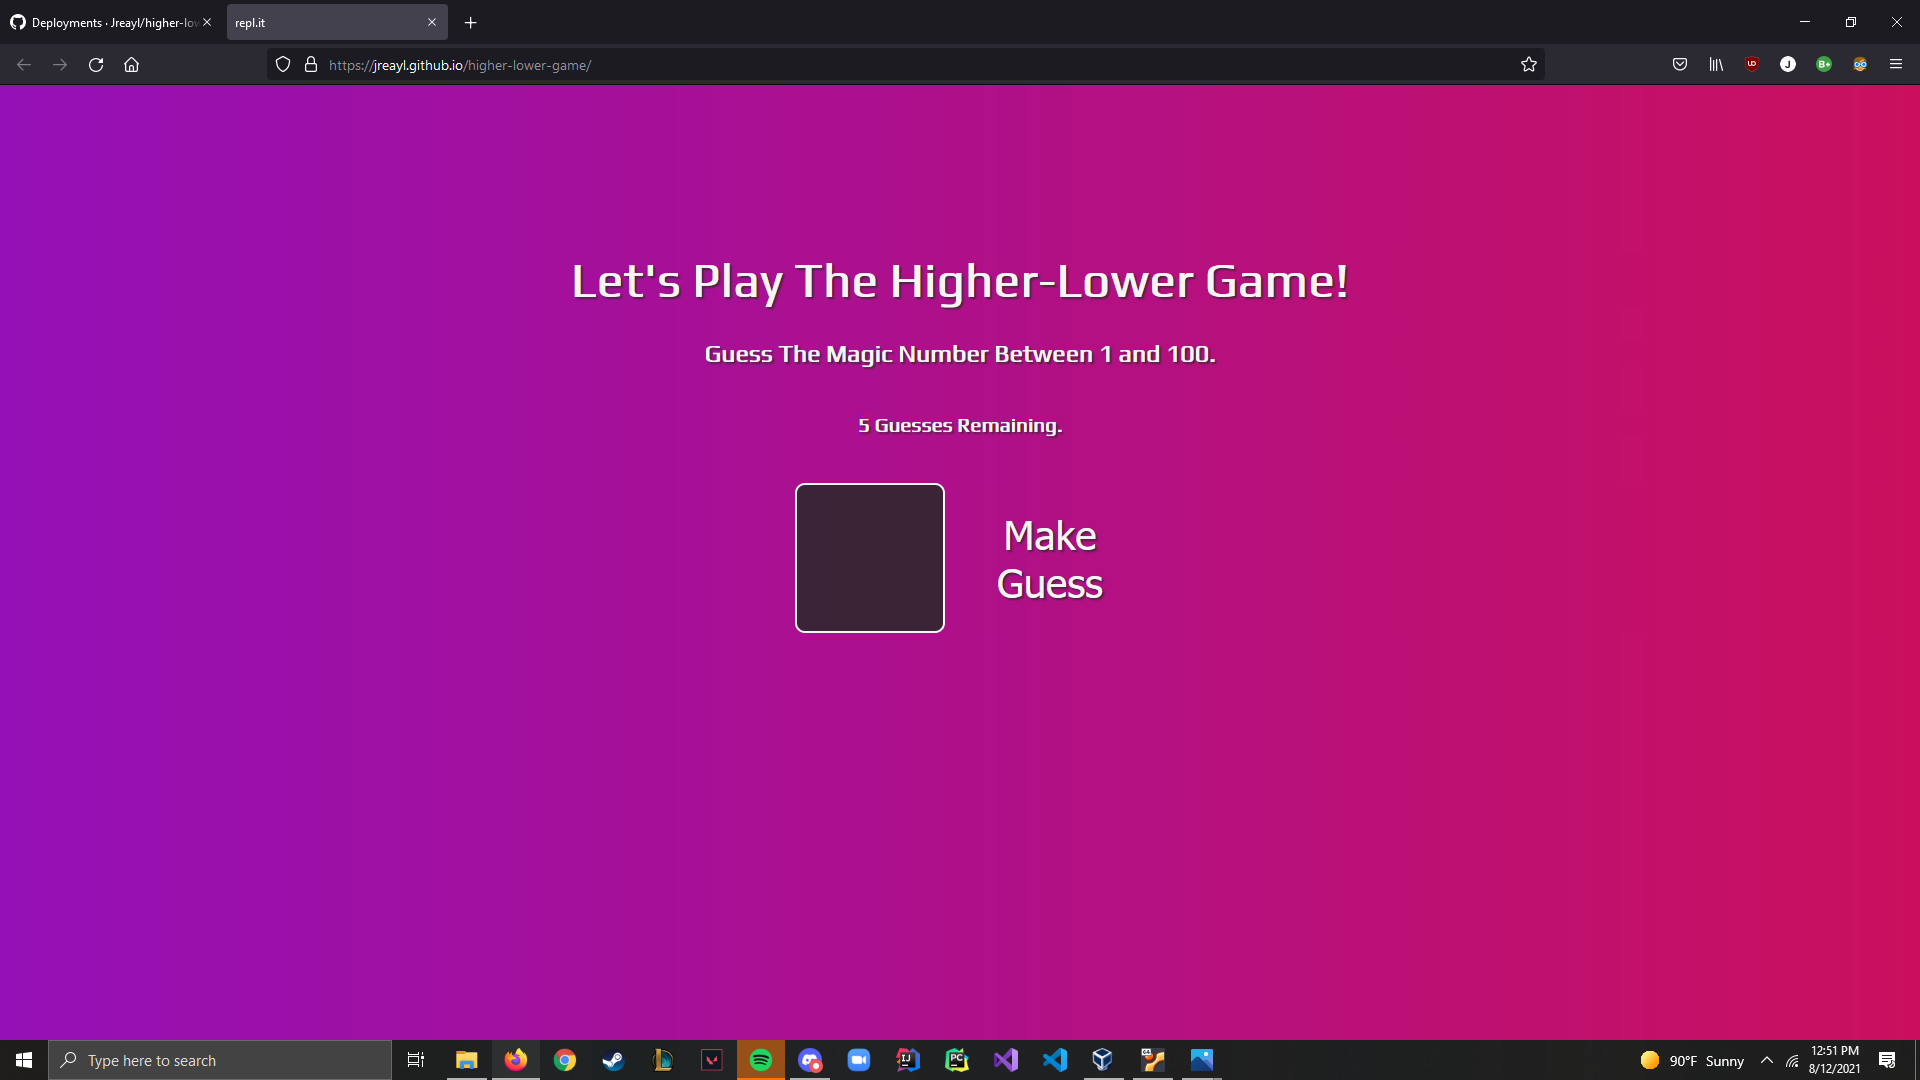 Deployments · Jreayl/higher-lo
repl.it
https://jreayl.github.io/higher-lower-game/
Let's Play The Higher-Lower Game!
Guess The Magic Number Between 1 and 100.
5 Guesses Remaining.
Make
Guess
Type here to search
90°F Sunny
12:51 PM
8/12/2021